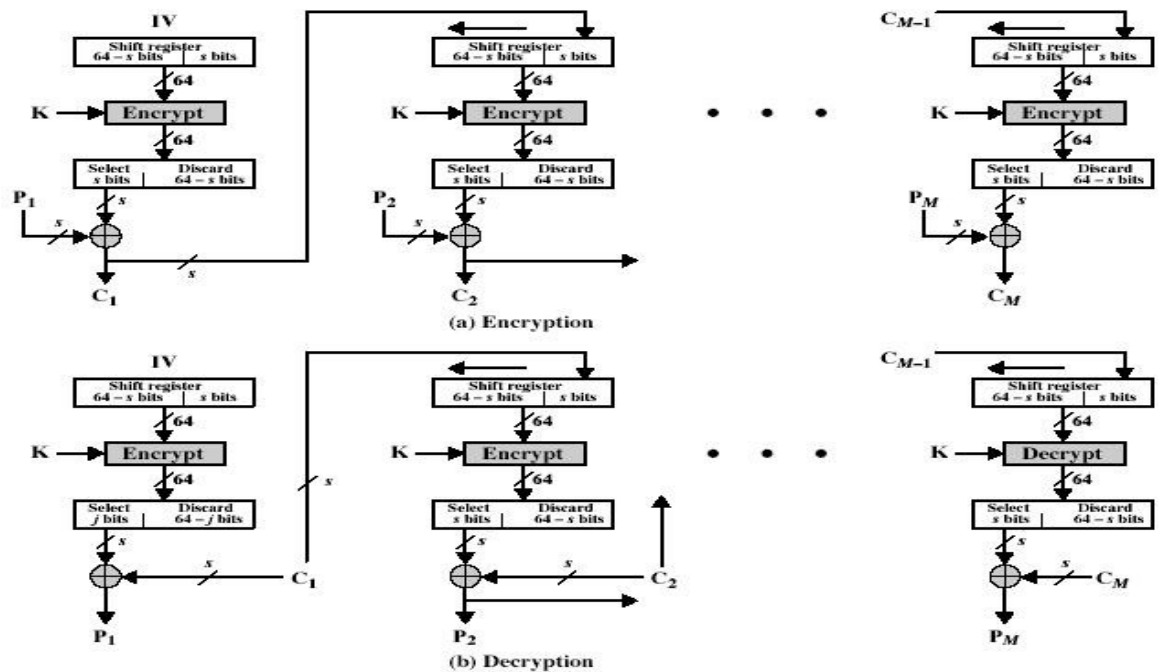 IV
C_{M-1}
Shift register
64 − s bits | s bits
Shift register
64 − s bits | s bits
Shift register
64 − s bits | s bits
64
64
64
K
Encrypt
K
Encrypt
• • •
K
Encrypt
64
64
64
Select
s bits
Discard
64 − s bits
Select
s bits
Discard
64 − s bits
Select
s bits
Discard
64 − s bits
P₁
s
s
P₂
s
s
P_M
s
s
s
C₁
C₂
C_M
(a) Encryption
IV
C_{M-1}
Shift register
64 − s bits | s bits
Shift register
64 − s bits | s bits
Shift register
64 − s bits | s bits
64
64
64
K
Encrypt
K
Encrypt
• • •
K
Decrypt
64
s
64
64
Select
j bits
Discard
64 − j bits
Select
s bits
Discard
64 − s bits
Select
s bits
Discard
64 − s bits
s
s
s
s
C₁
s
C₂
s
C_M
P₁
P₂
P_M
(b) Decryption